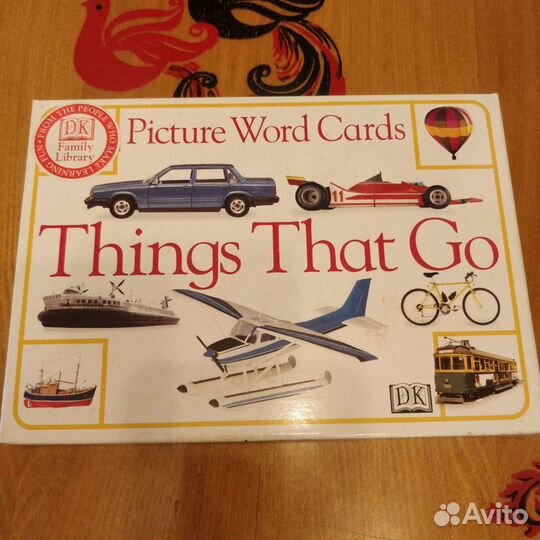 FROM THE PEOPLE WHO MAKE LEARNING FUN
DK
Family
Library
Picture Word Cards
11
Things That Go
DK
Avito